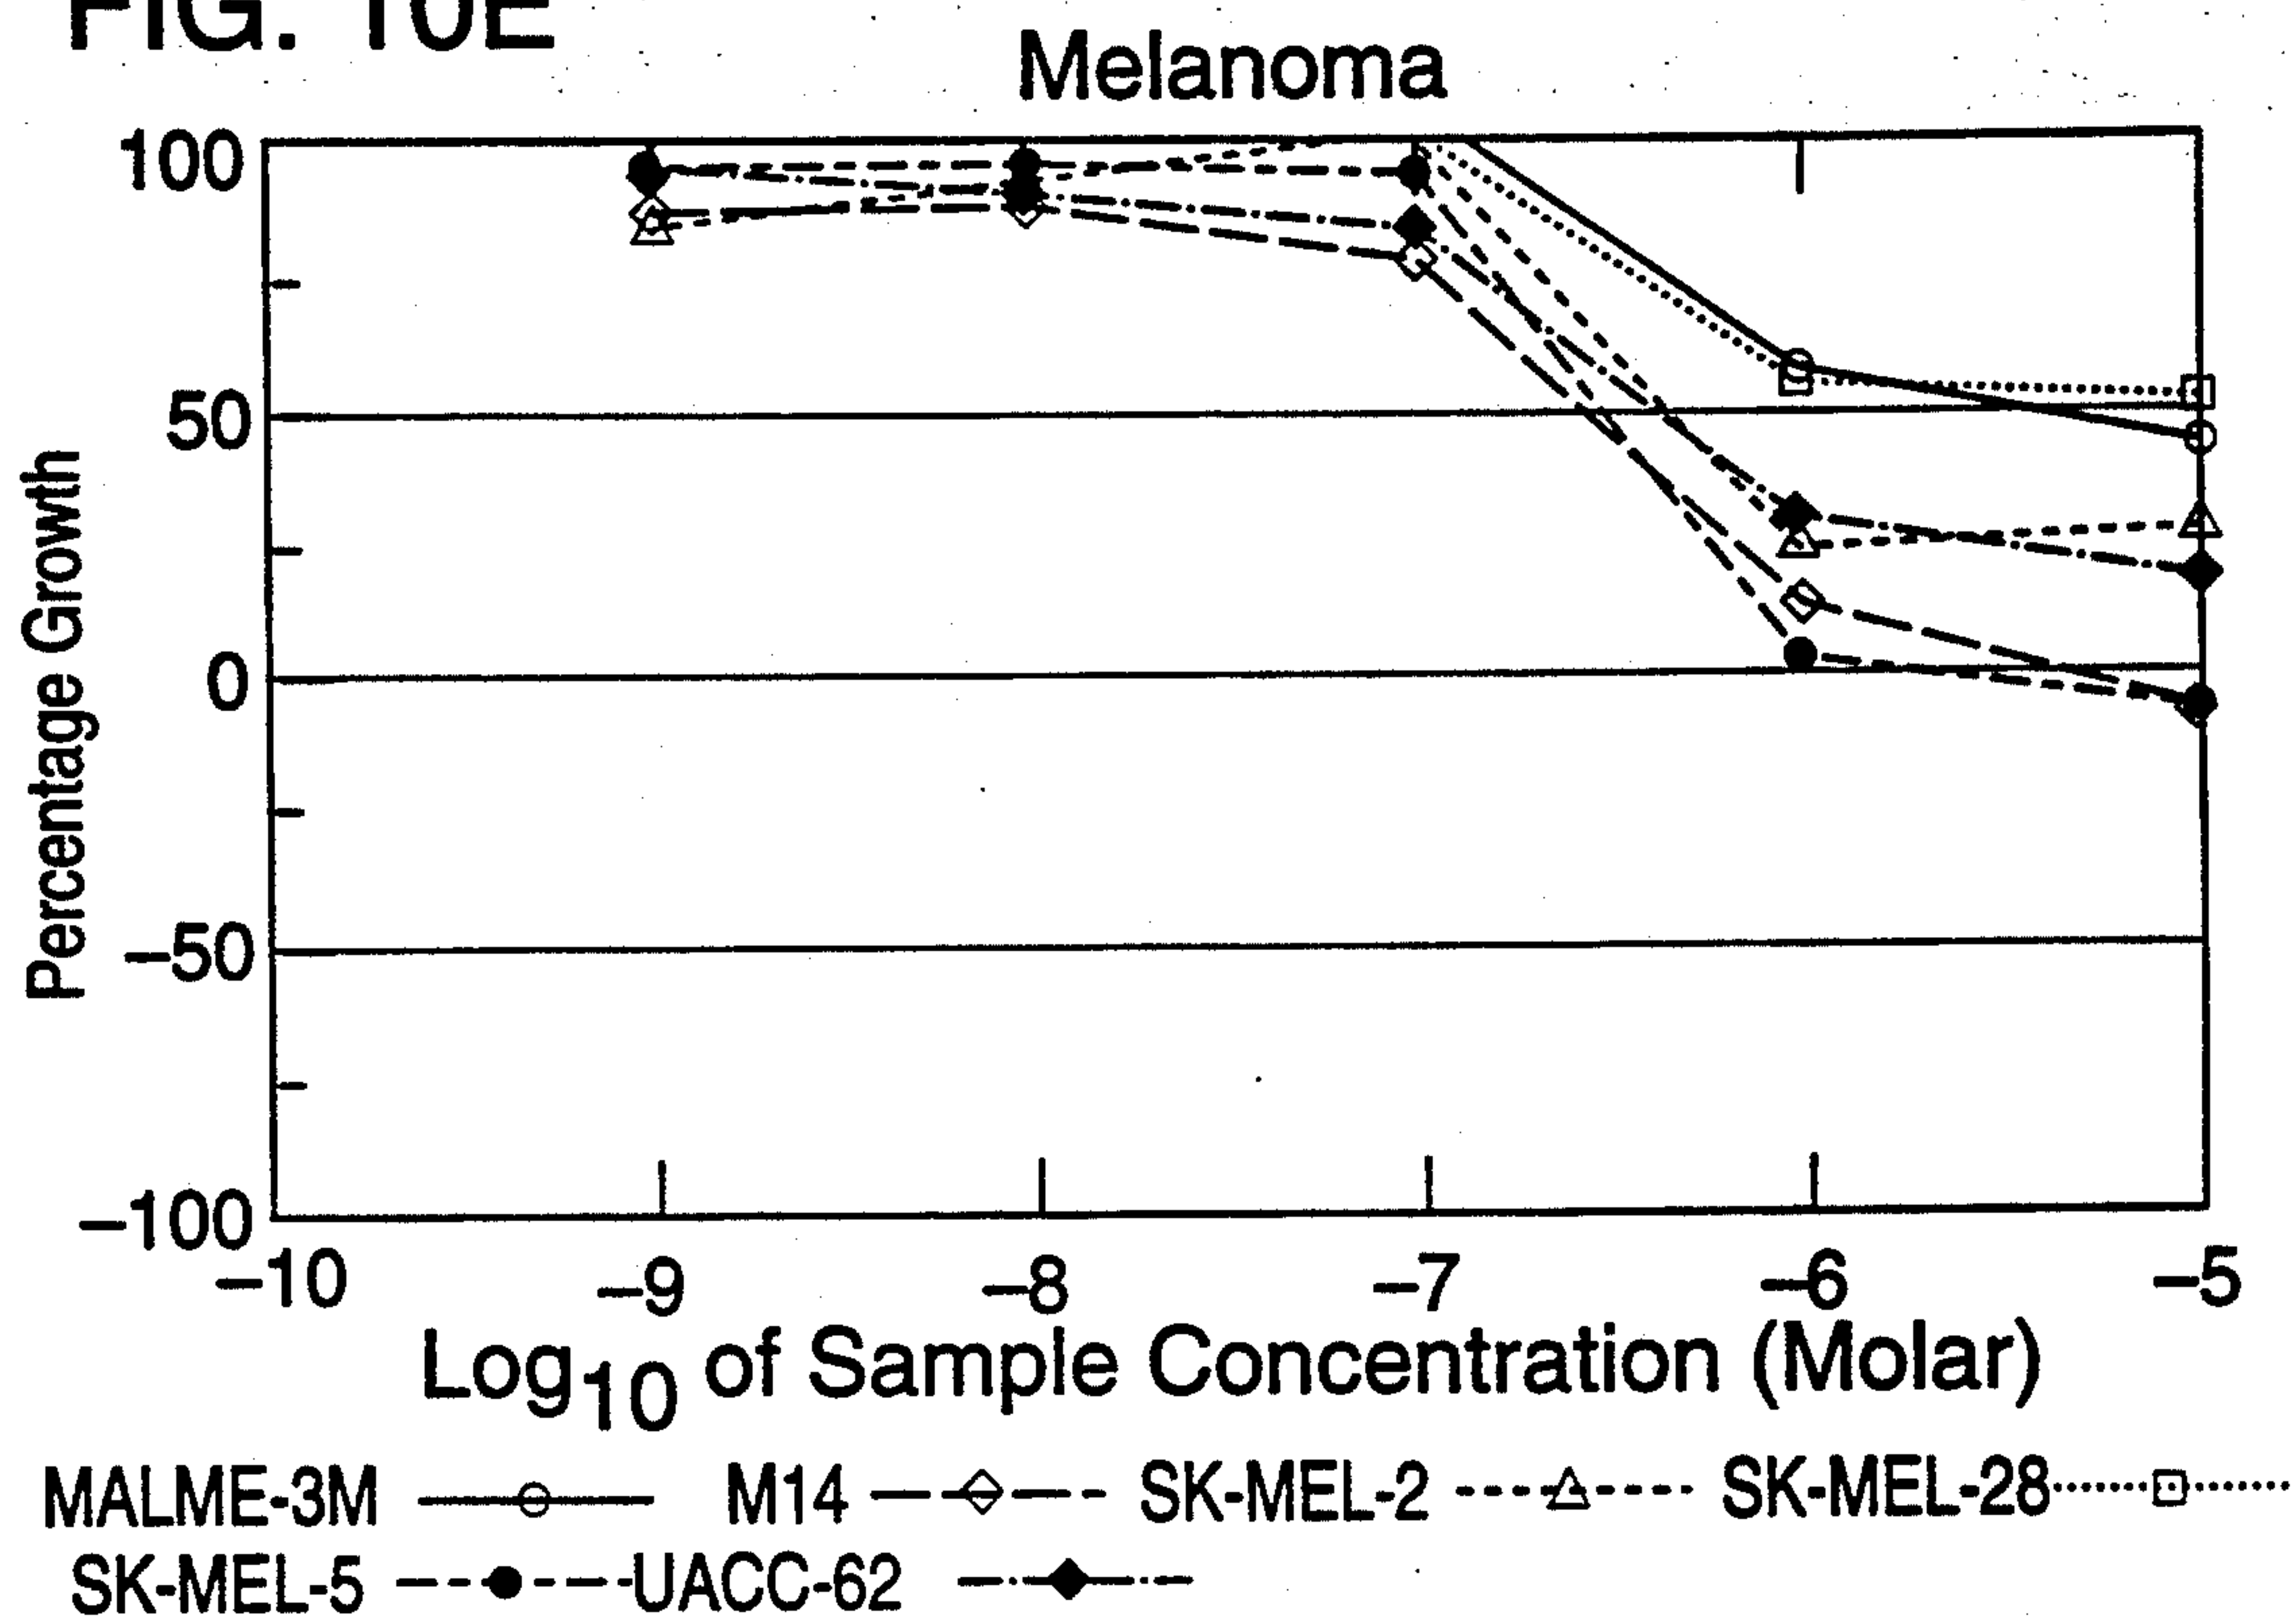 FIG. 10E
Melanoma
100
50
0
−50
−100
Percentage Growth
−10 −9 −8 −7 −6 −5
Log10 of Sample Concentration (Molar)
MALME-3M M14 SK-MEL-2 SK-MEL-28
SK-MEL-5 UACC-62